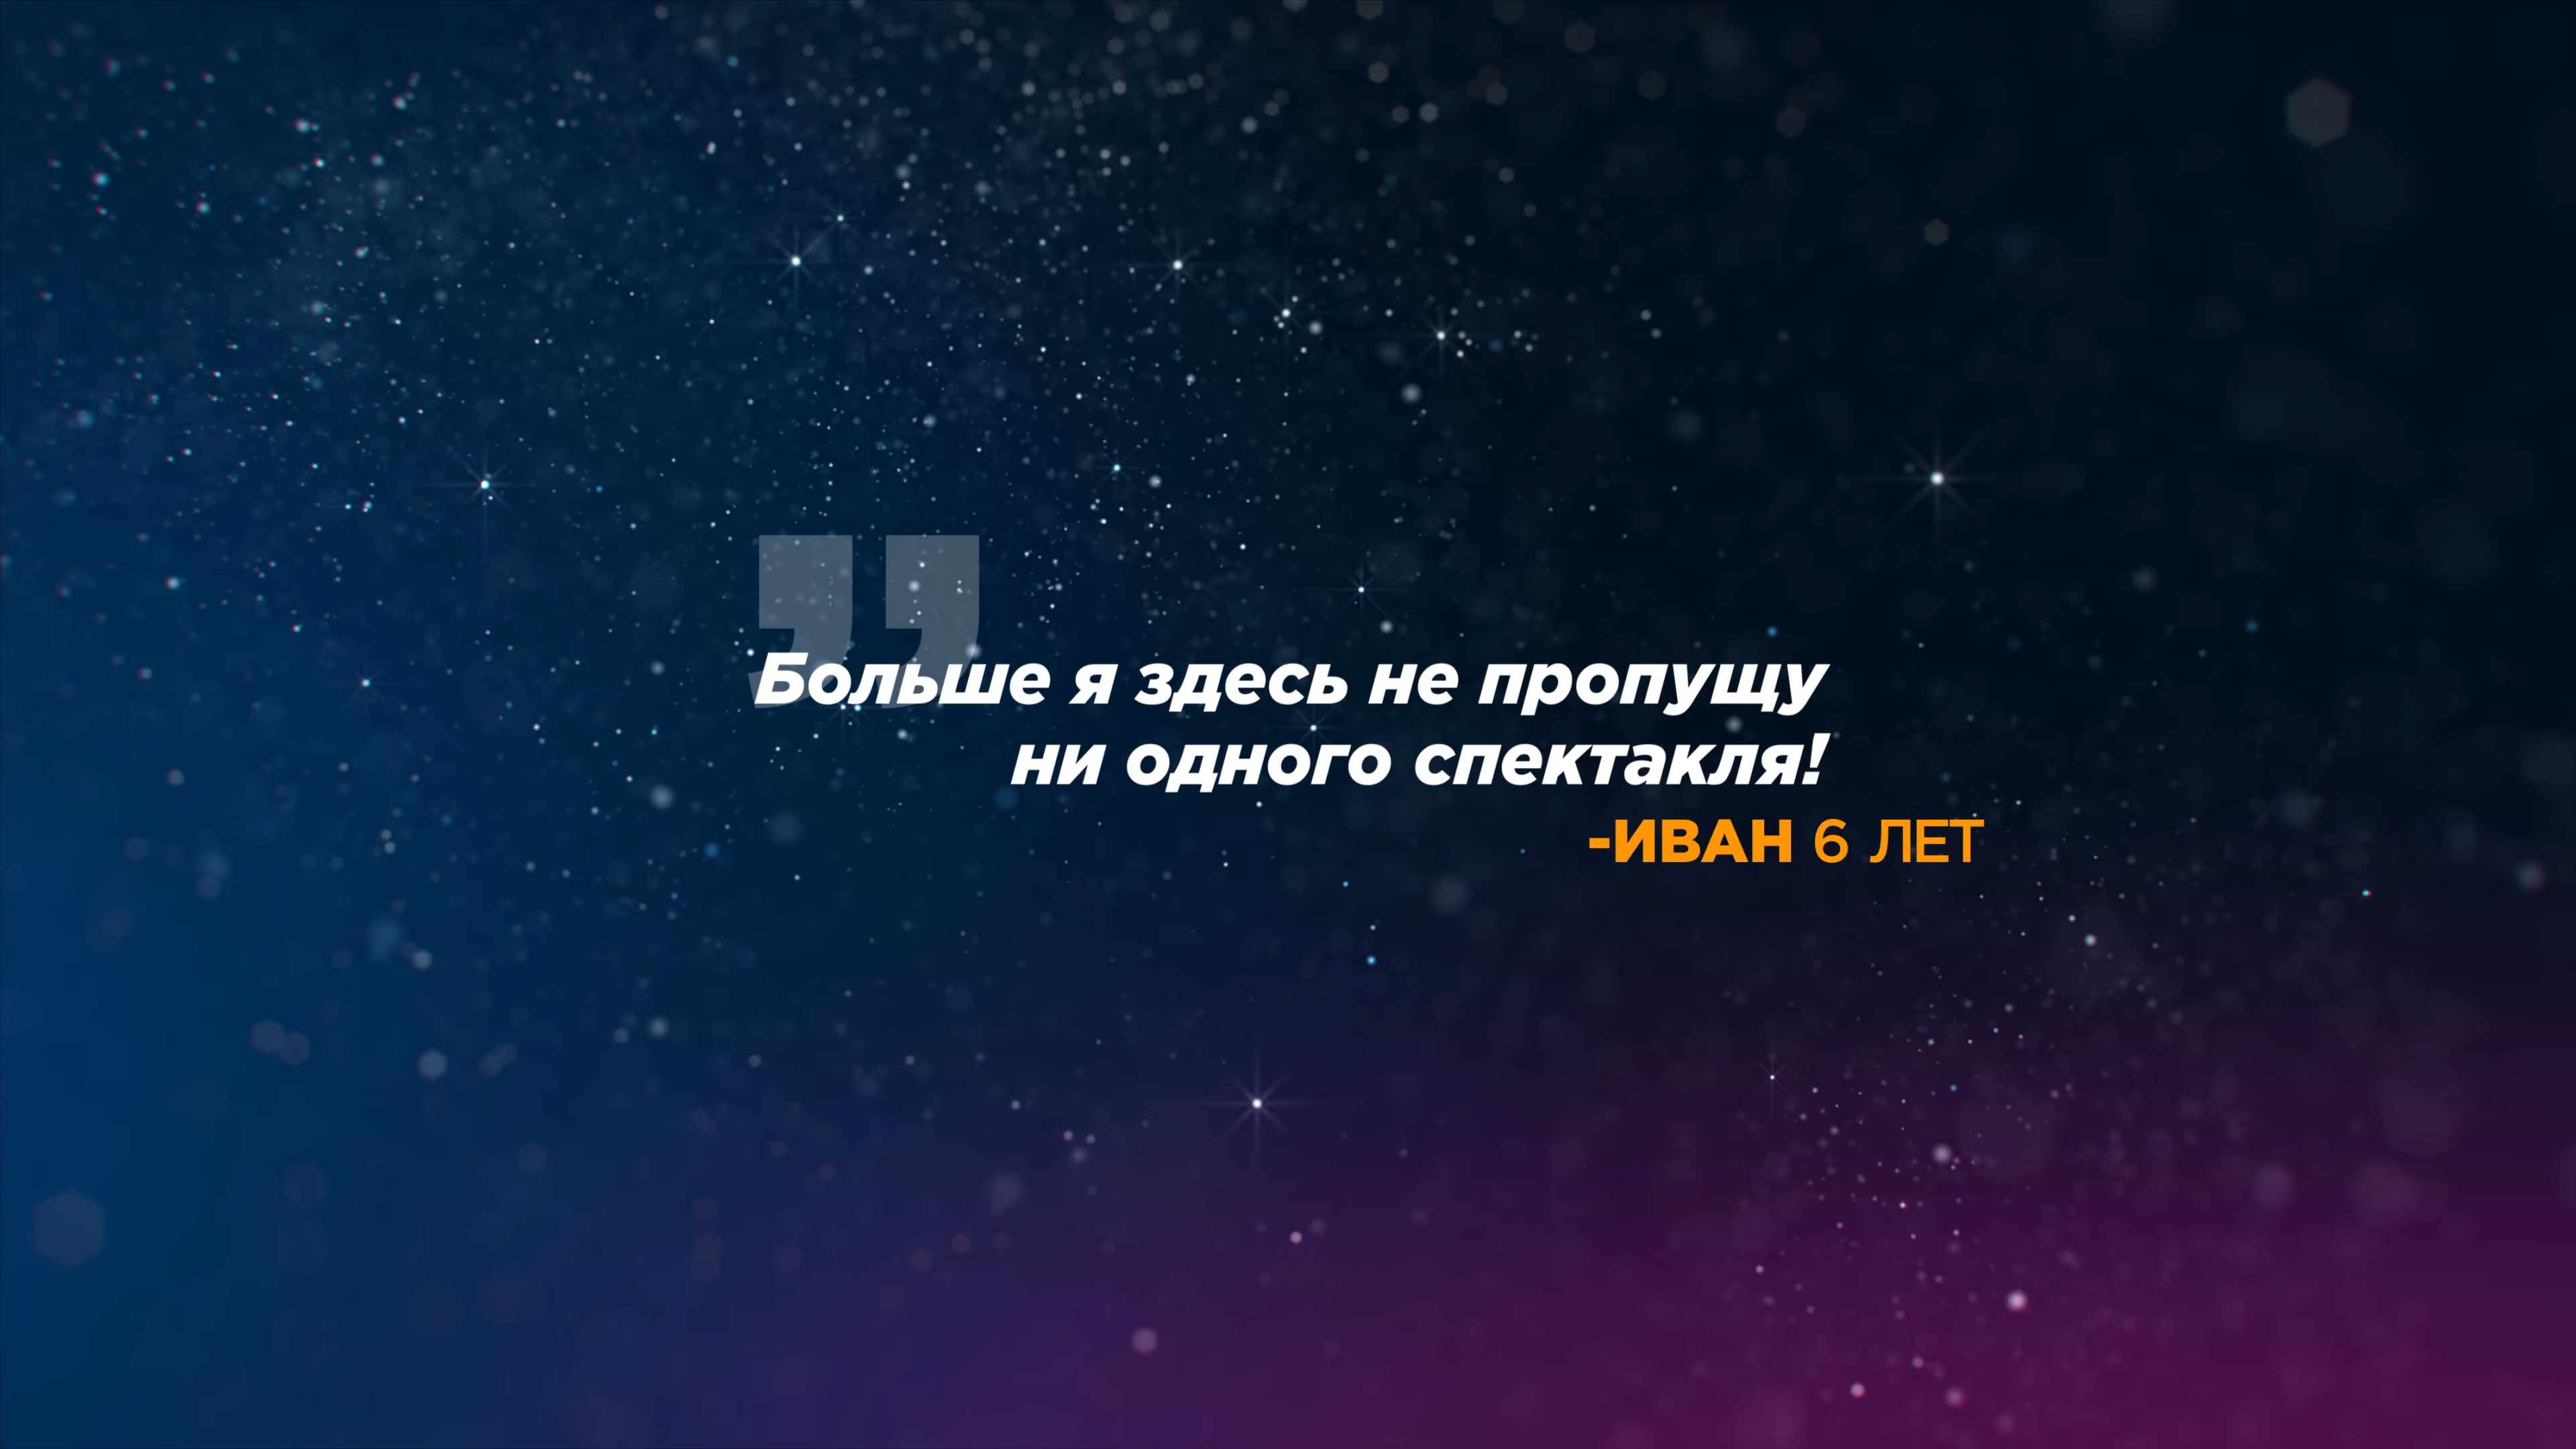 Больше я здесь не пропущу
ни одного спектакля!
-ИВАН 6 ЛЕТ